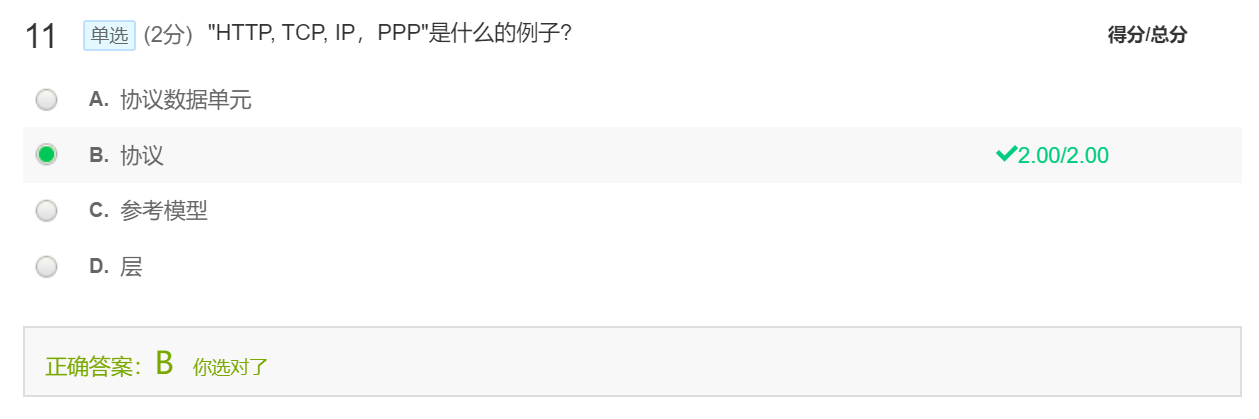 11 单选 (2分) "HTTP, TCP, IP，PPP"是什么的例子? 得分/总分
A. 协议数据单元
B. 协议 2.00/2.00
C. 参考模型
D. 层
正确答案：B 你选对了